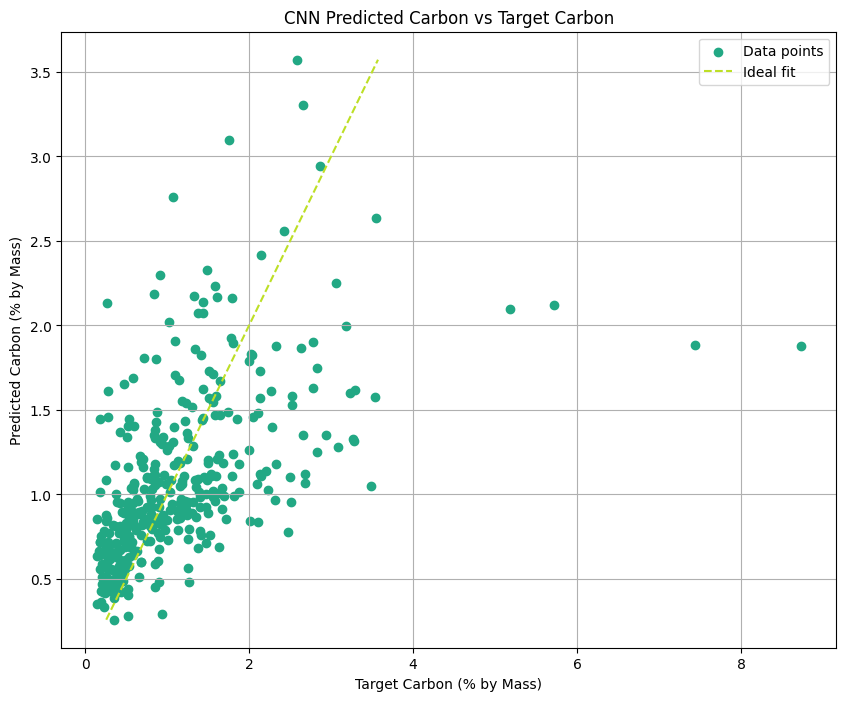 CNN Predicted Carbon vs Target Carbon
Data points
Ideal fit
3.5
3.0
2.5
2.0
1.5
1.0
0.5
Predicted Carbon (% by Mass)
0
2
4
6
8
Target Carbon (% by Mass)